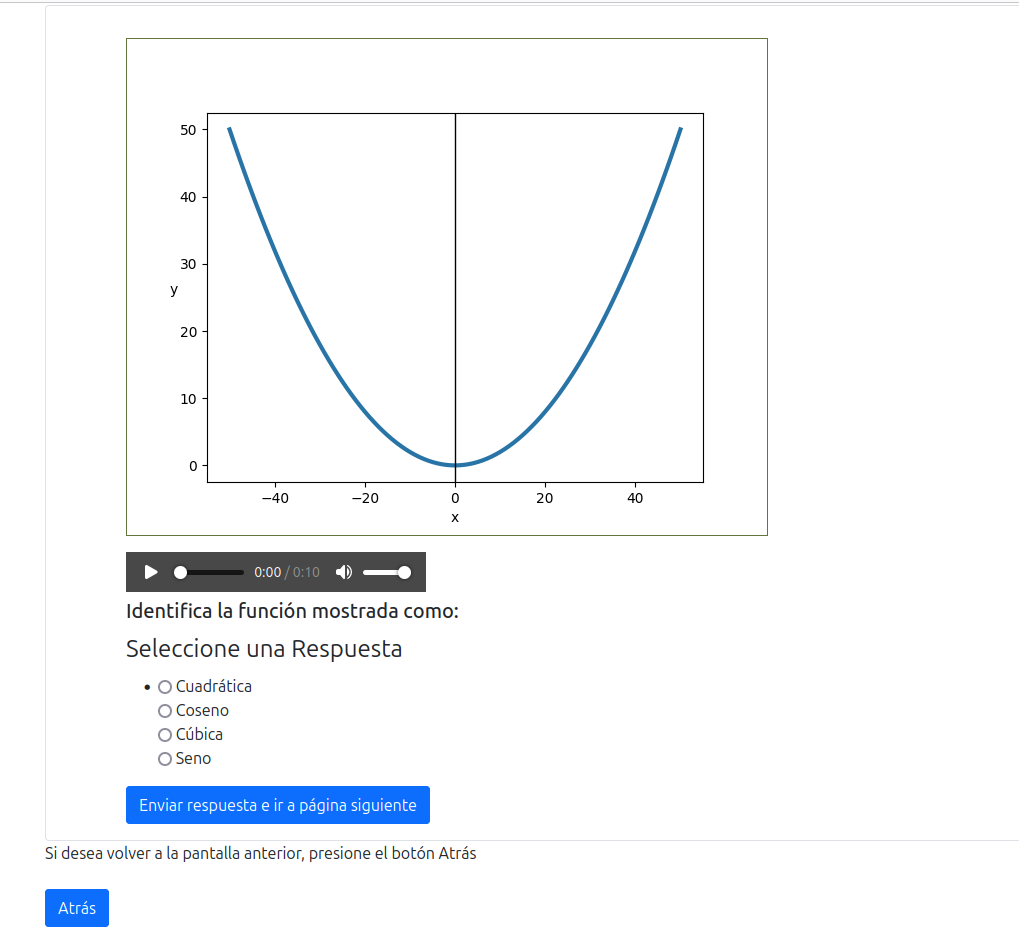 50
40
30
y
20
10
0
−40 −20 0 20 40
x
0:00 / 0:10
Identifica la función mostrada como:
Seleccione una Respuesta
• Cuadrática
Coseno
Cúbica
Seno
Enviar respuesta e ir a página siguiente
Si desea volver a la pantalla anterior, presione el botón Atrás
Atrás